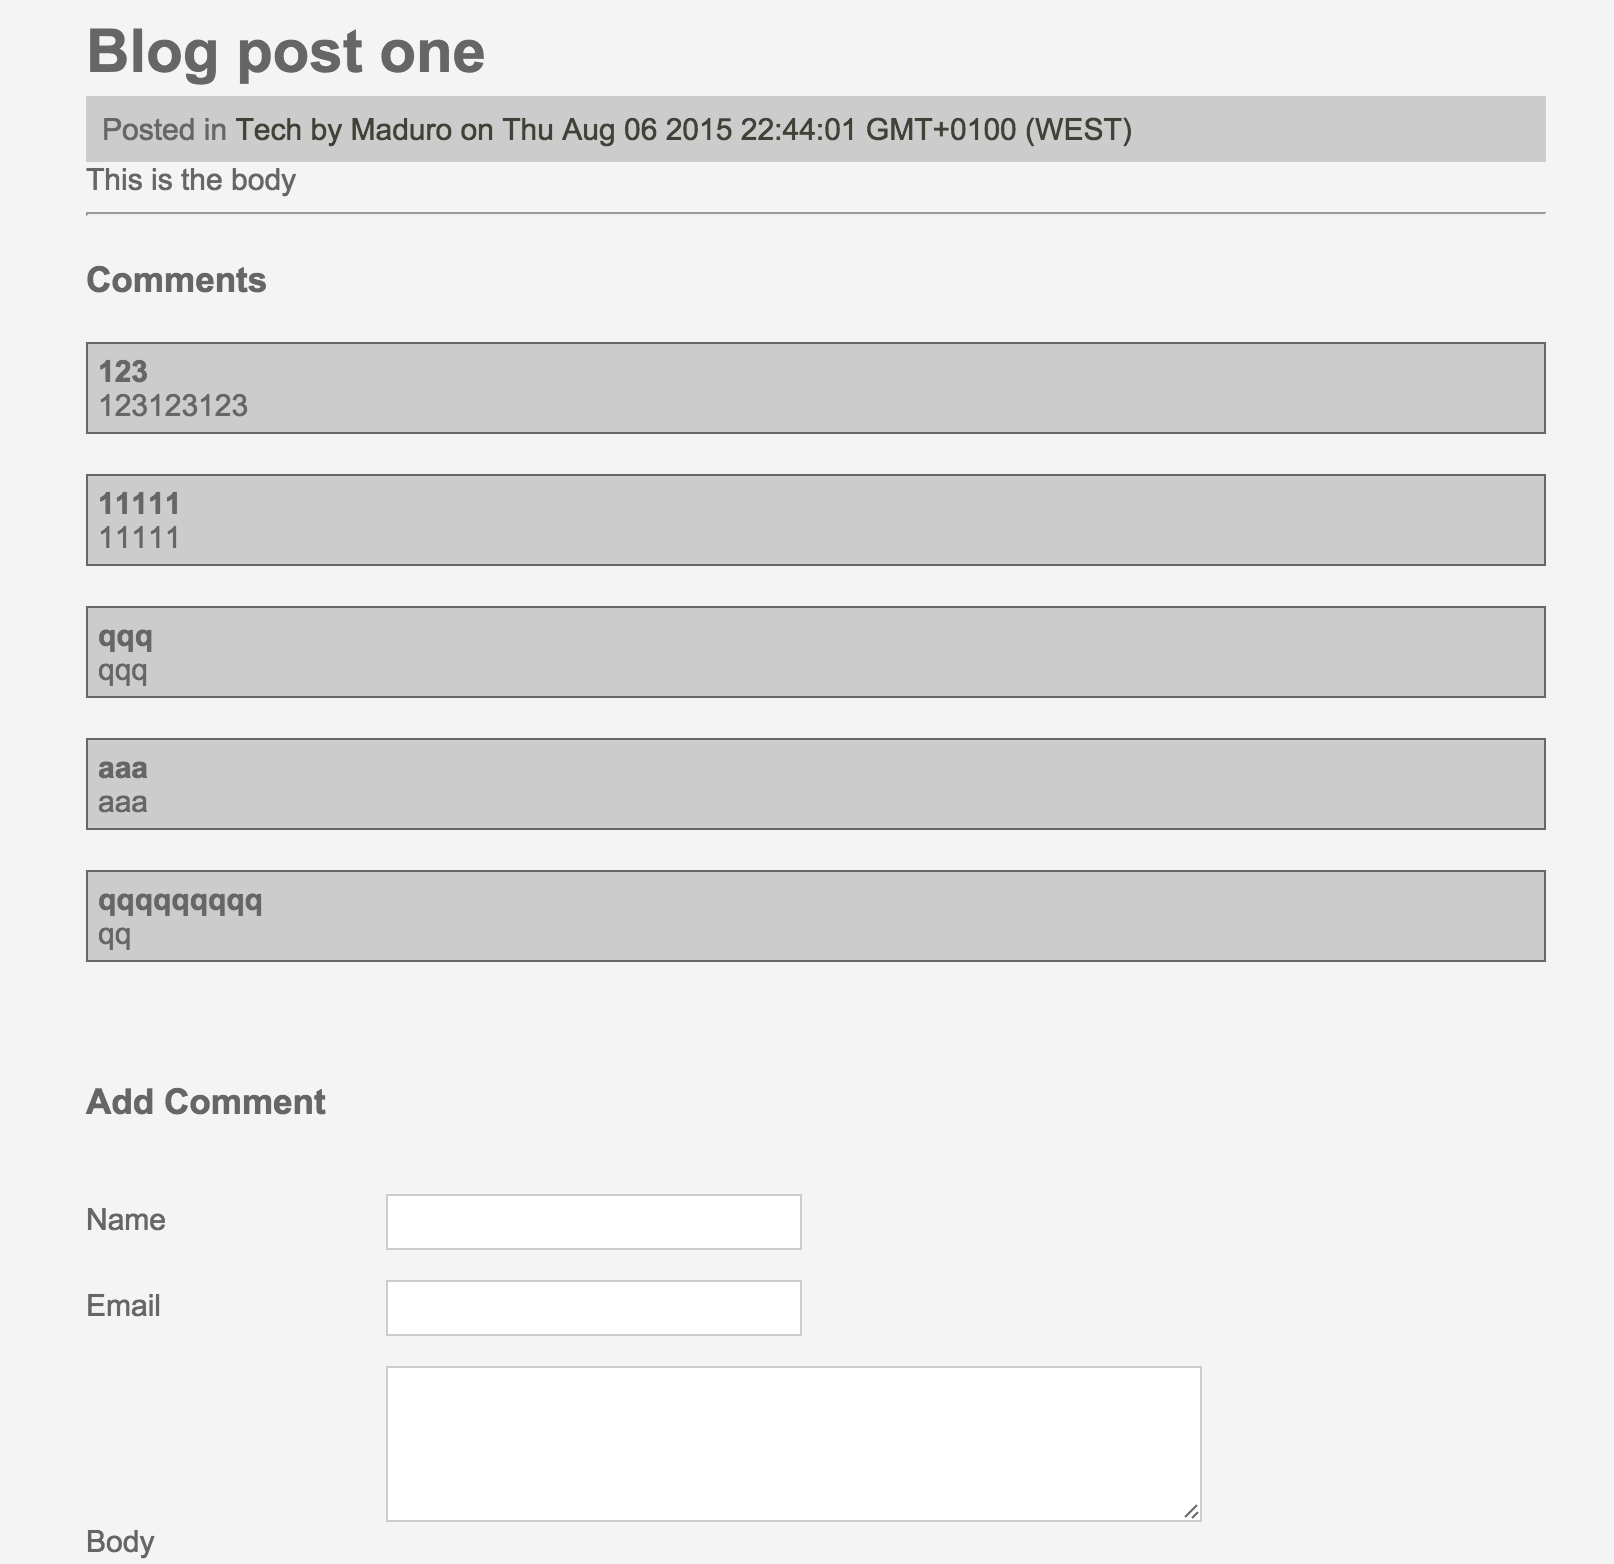 Blog post one
Posted in Tech by Maduro on Thu Aug 06 2015 22:44:01 GMT+0100 (WEST)
This is the body
Comments
123
123123123
11111
11111
qqq
qqq
aaa
aaa
qqqqqqqqq
qq
Add Comment
Name
Email
Body